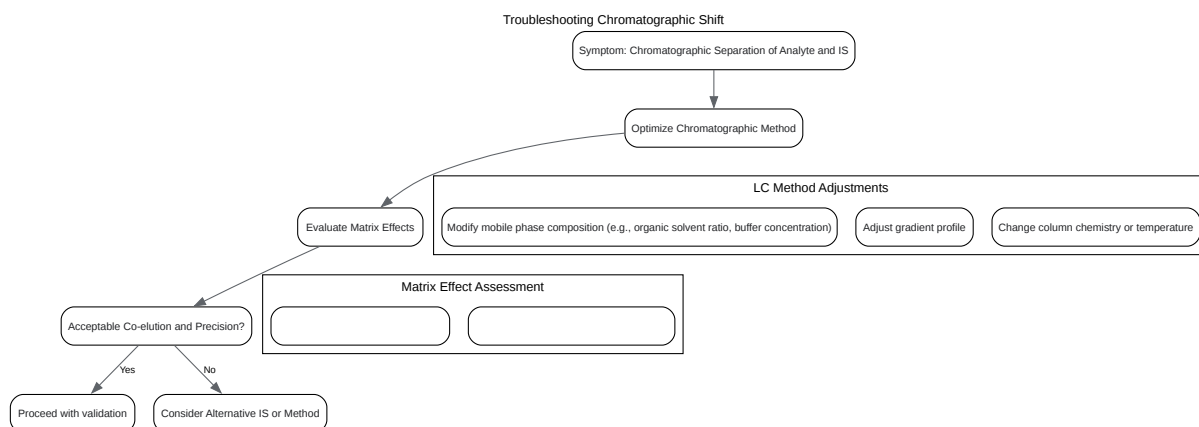 Troubleshooting Chromatographic Shift
Symptom: Chromatographic Separation of Analyte and IS
Optimize Chromatographic Method
LC Method Adjustments
Evaluate Matrix Effects
Modify mobile phase composition (e.g., organic solvent ratio, buffer concentration)
Adjust gradient profile
Change column chemistry or temperature
Matrix Effect Assessment
Acceptable Co-elution and Precision?
Yes
No
Proceed with validation
Consider Alternative IS or Method